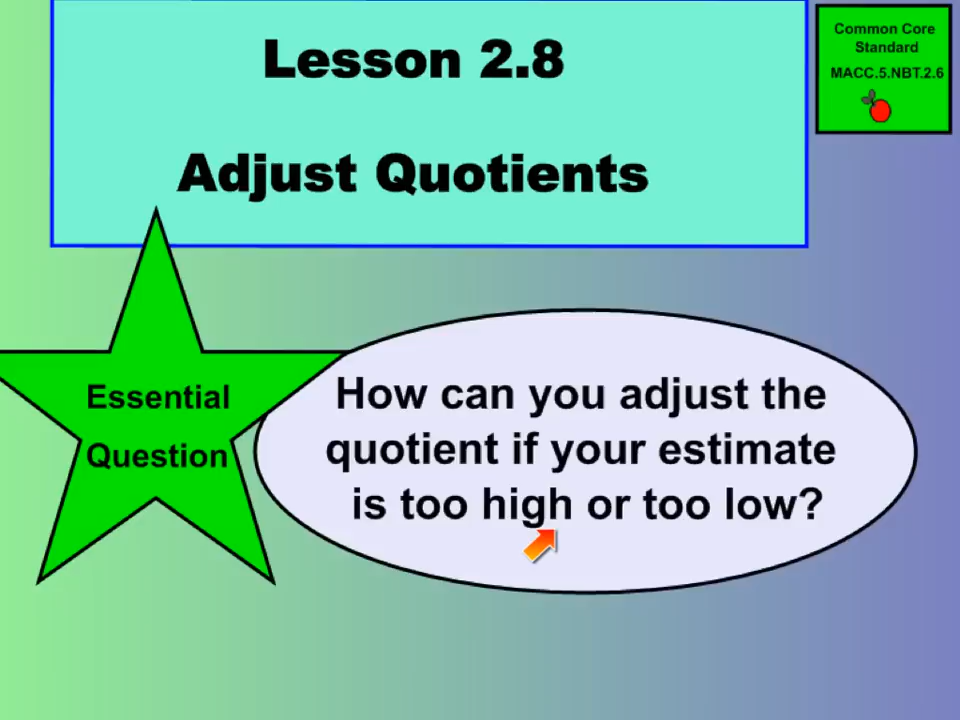 Lesson 2.8
Adjust Quotients
Common Core
Standard
MACC.5.NBT.2.6
Essential
Question
How can you adjust the
quotient if your estimate
is too high or too low?